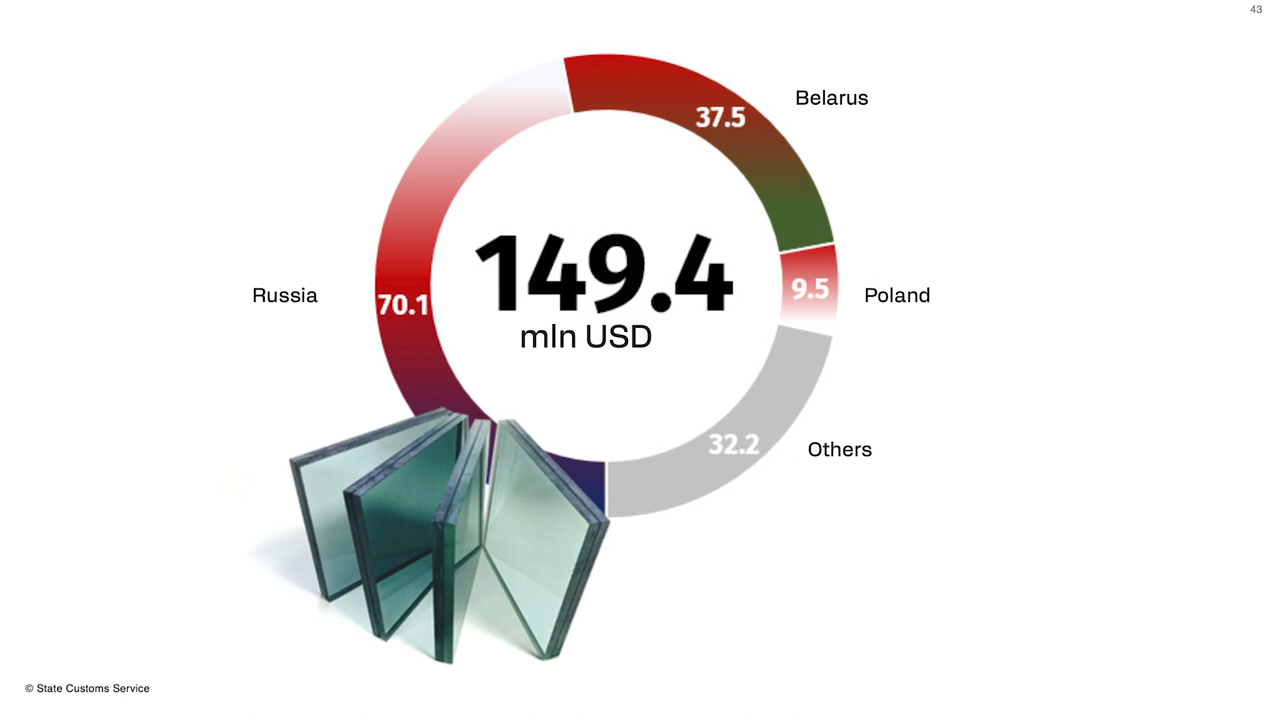 43
Belarus
37.5
149.4
mln USD
Russia
70.1
9.5
Poland
32.2
Others
© State Customs Service